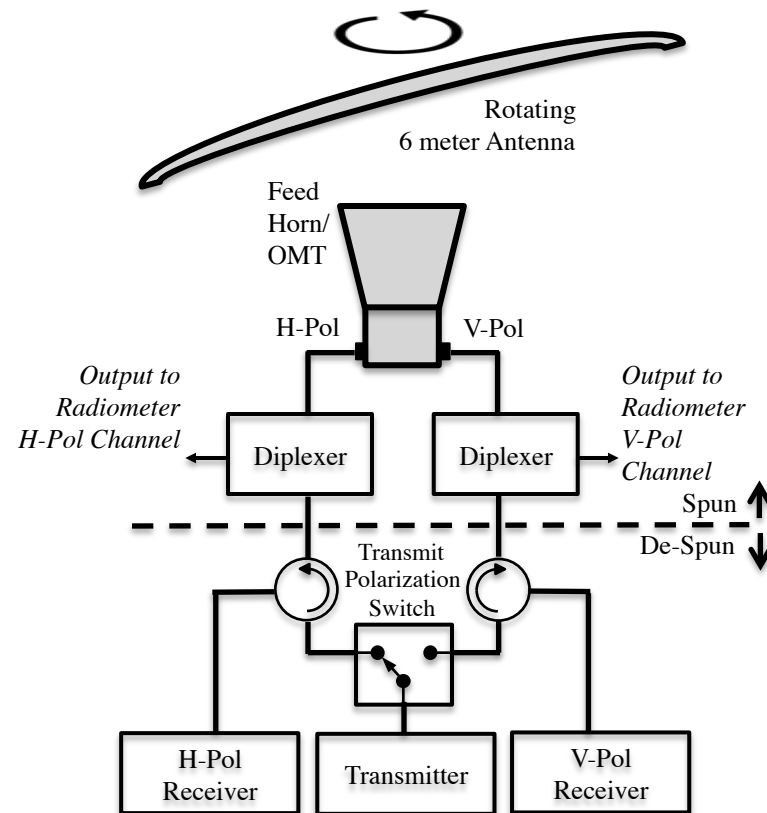 Rotating
6 meter Antenna
Feed
Horn/
OMT
H-Pol
V-Pol
Output to
Radiometer
H-Pol Channel
Output to
Radiometer
V-Pol
Channel
Diplexer
Diplexer
Spun
De-Spun
Transmit
Polarization
Switch
H-Pol
Receiver
Transmitter
V-Pol
Receiver